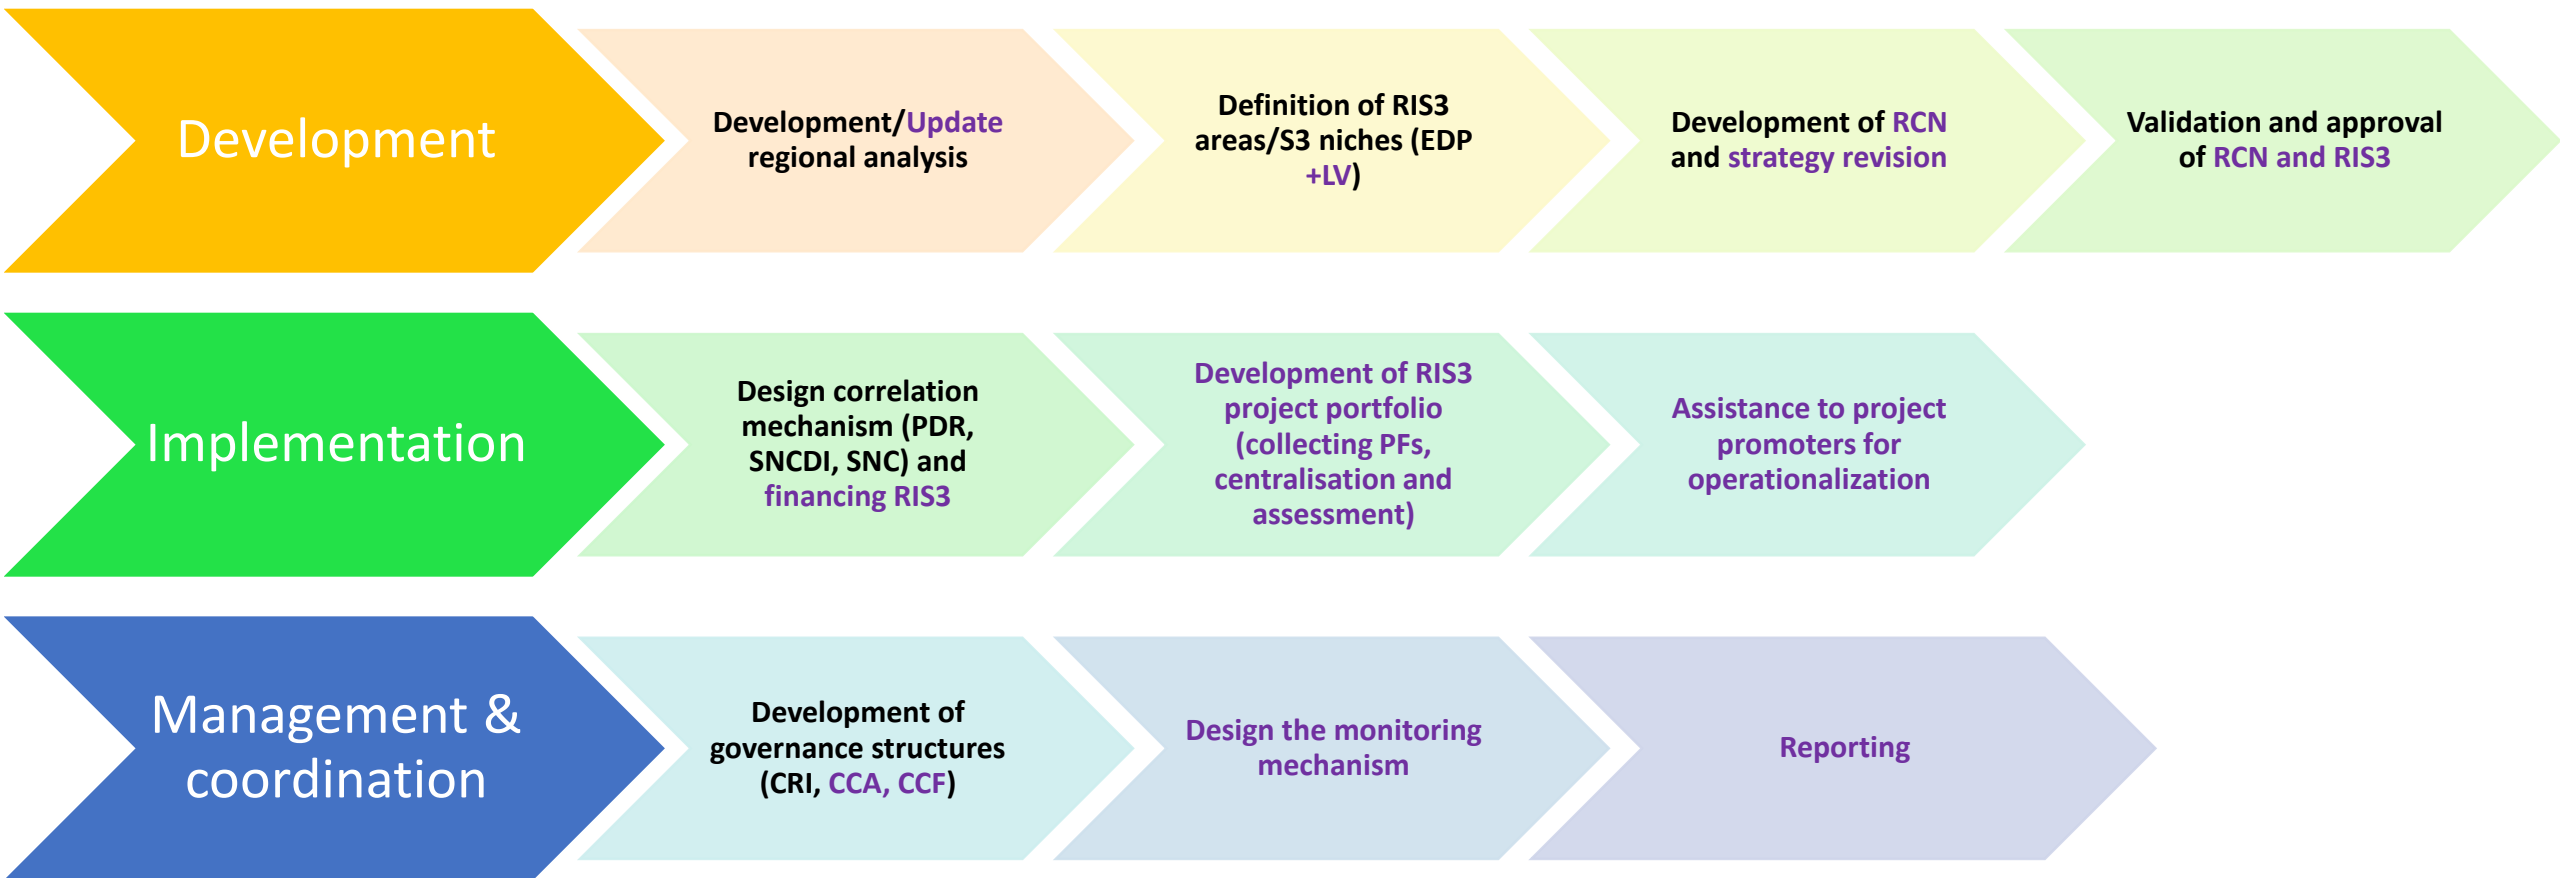 Development
Development/Update
regional analysis
Definition of RIS3
areas/S3 niches (EDP
+LV)
Development of RCN
and strategy revision
Validation and approval
of RCN and RIS3
Implementation
Design correlation
mechanism (PDR,
SNCDI, SNC) and
financing RIS3
Development of RIS3
project portfolio
(collecting PFs,
centralisation and
assessment)
Assistance to project
promoters for
operationalization
Management &
coordination
Development of
governance structures
(CRI, CCA, CCF)
Design the monitoring
mechanism
Reporting